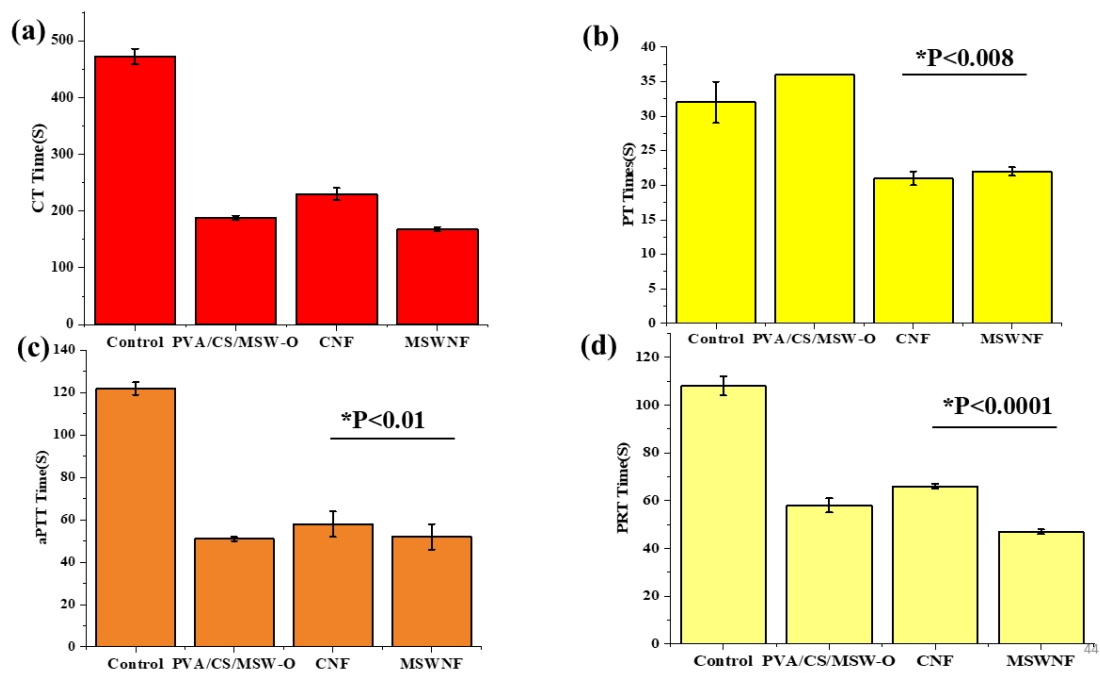 (a)
500
400
300
200
100
0
CT Time(S)
Control PVA/CS/MSW-O CNF MSWNF
(b)
40
35
30
25
20
15
10
5
0
PT Times(S)
*P<0.008
Control PVA/CS/MSW-O CNF MSWNF
(c)
140
120
100
80
60
40
20
0
aPTT Time(S)
*P<0.01
Control PVA/CS/MSW-O CNF MSWNF
(d)
120
100
80
60
40
20
0
PRT Time(S)
*P<0.0001
Control PVA/CS/MSW-O CNF MSWNF
44